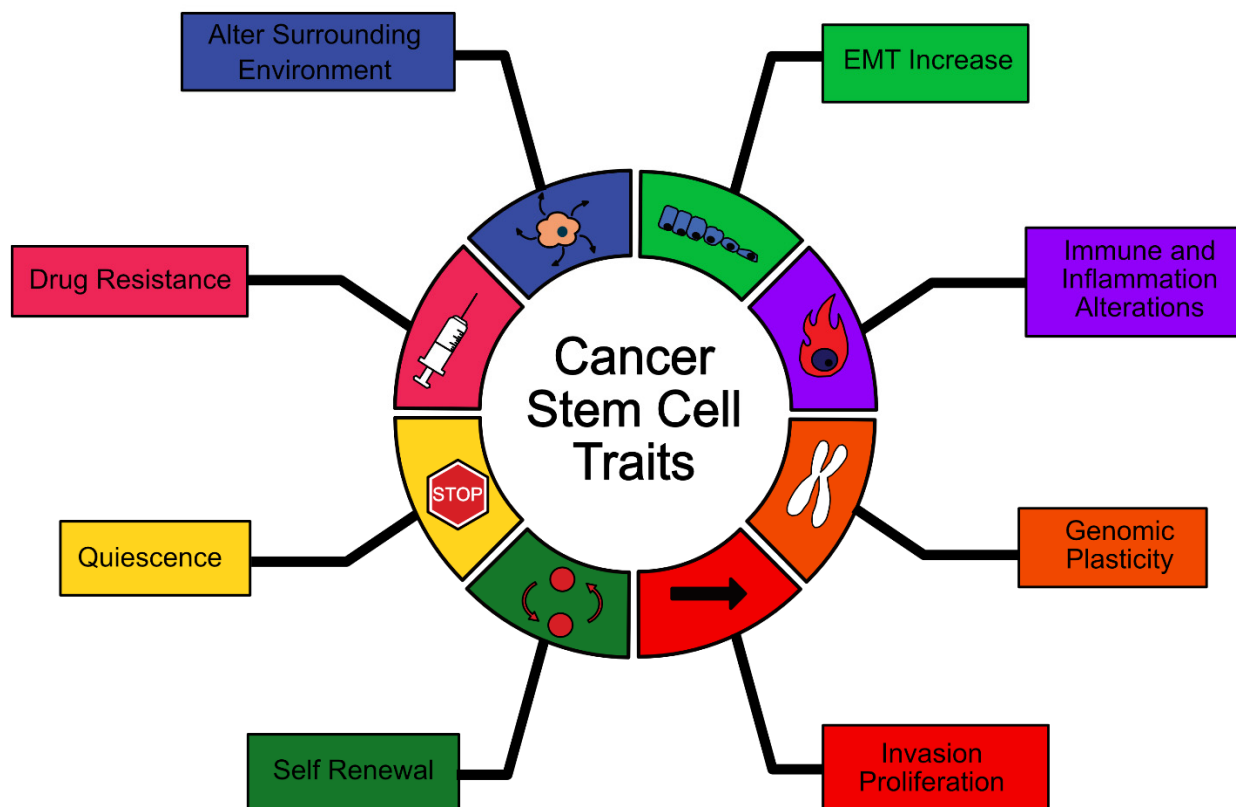 Alter Surrounding
Environment
EMT Increase
Drug Resistance
Immune and
Inflammation
Alterations
Cancer
Stem Cell
Traits
STOP
Quiescence
Genomic
Plasticity
Self Renewal
Invasion
Proliferation